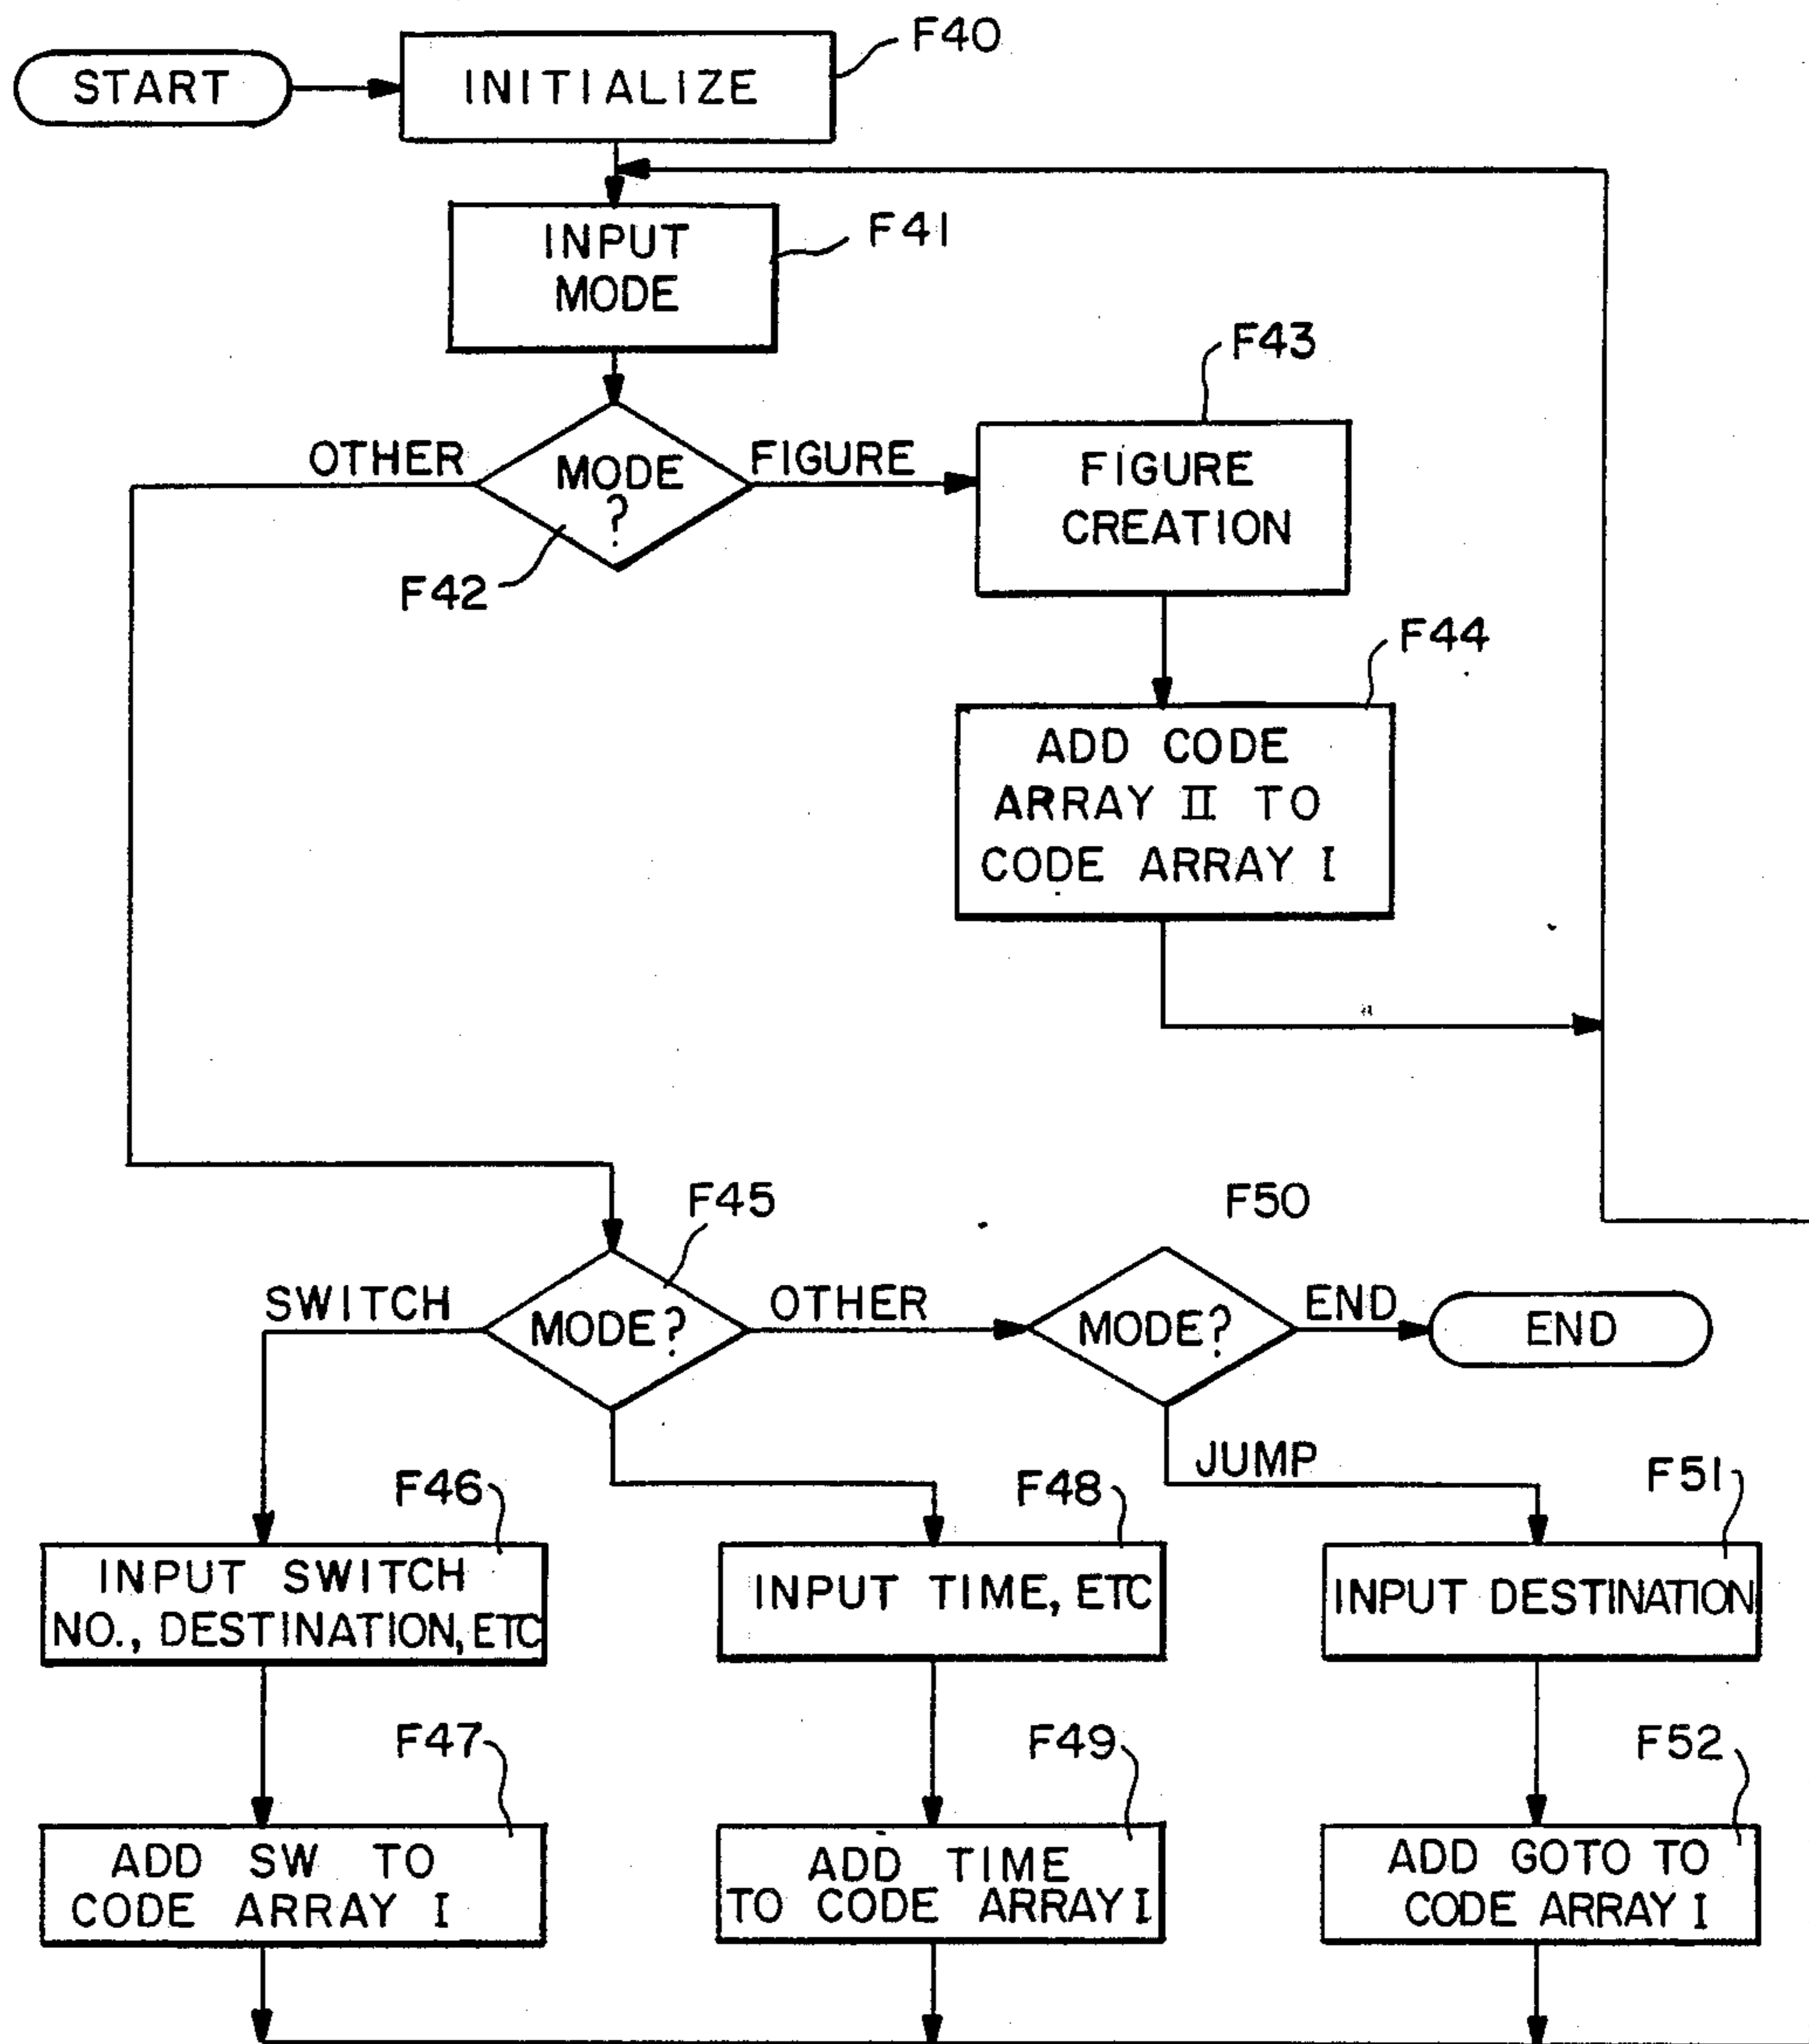 START
INITIALIZE
F40
INPUT
MODE
F41
OTHER
MODE
?
FIGURE
F42
F43
FIGURE
CREATION
F44
ADD CODE
ARRAY II TO
CODE ARRAY I
F45
F50
SWITCH
MODE?
OTHER
MODE?
END
END
JUMP
F46
F48
F51
INPUT SWITCH
NO., DESTINATION, ETC
INPUT TIME, ETC
INPUT DESTINATION
F47
F49
F52
ADD SW TO
CODE ARRAY I
ADD TIME
TO CODE ARRAY I
ADD GOTO TO
CODE ARRAY I